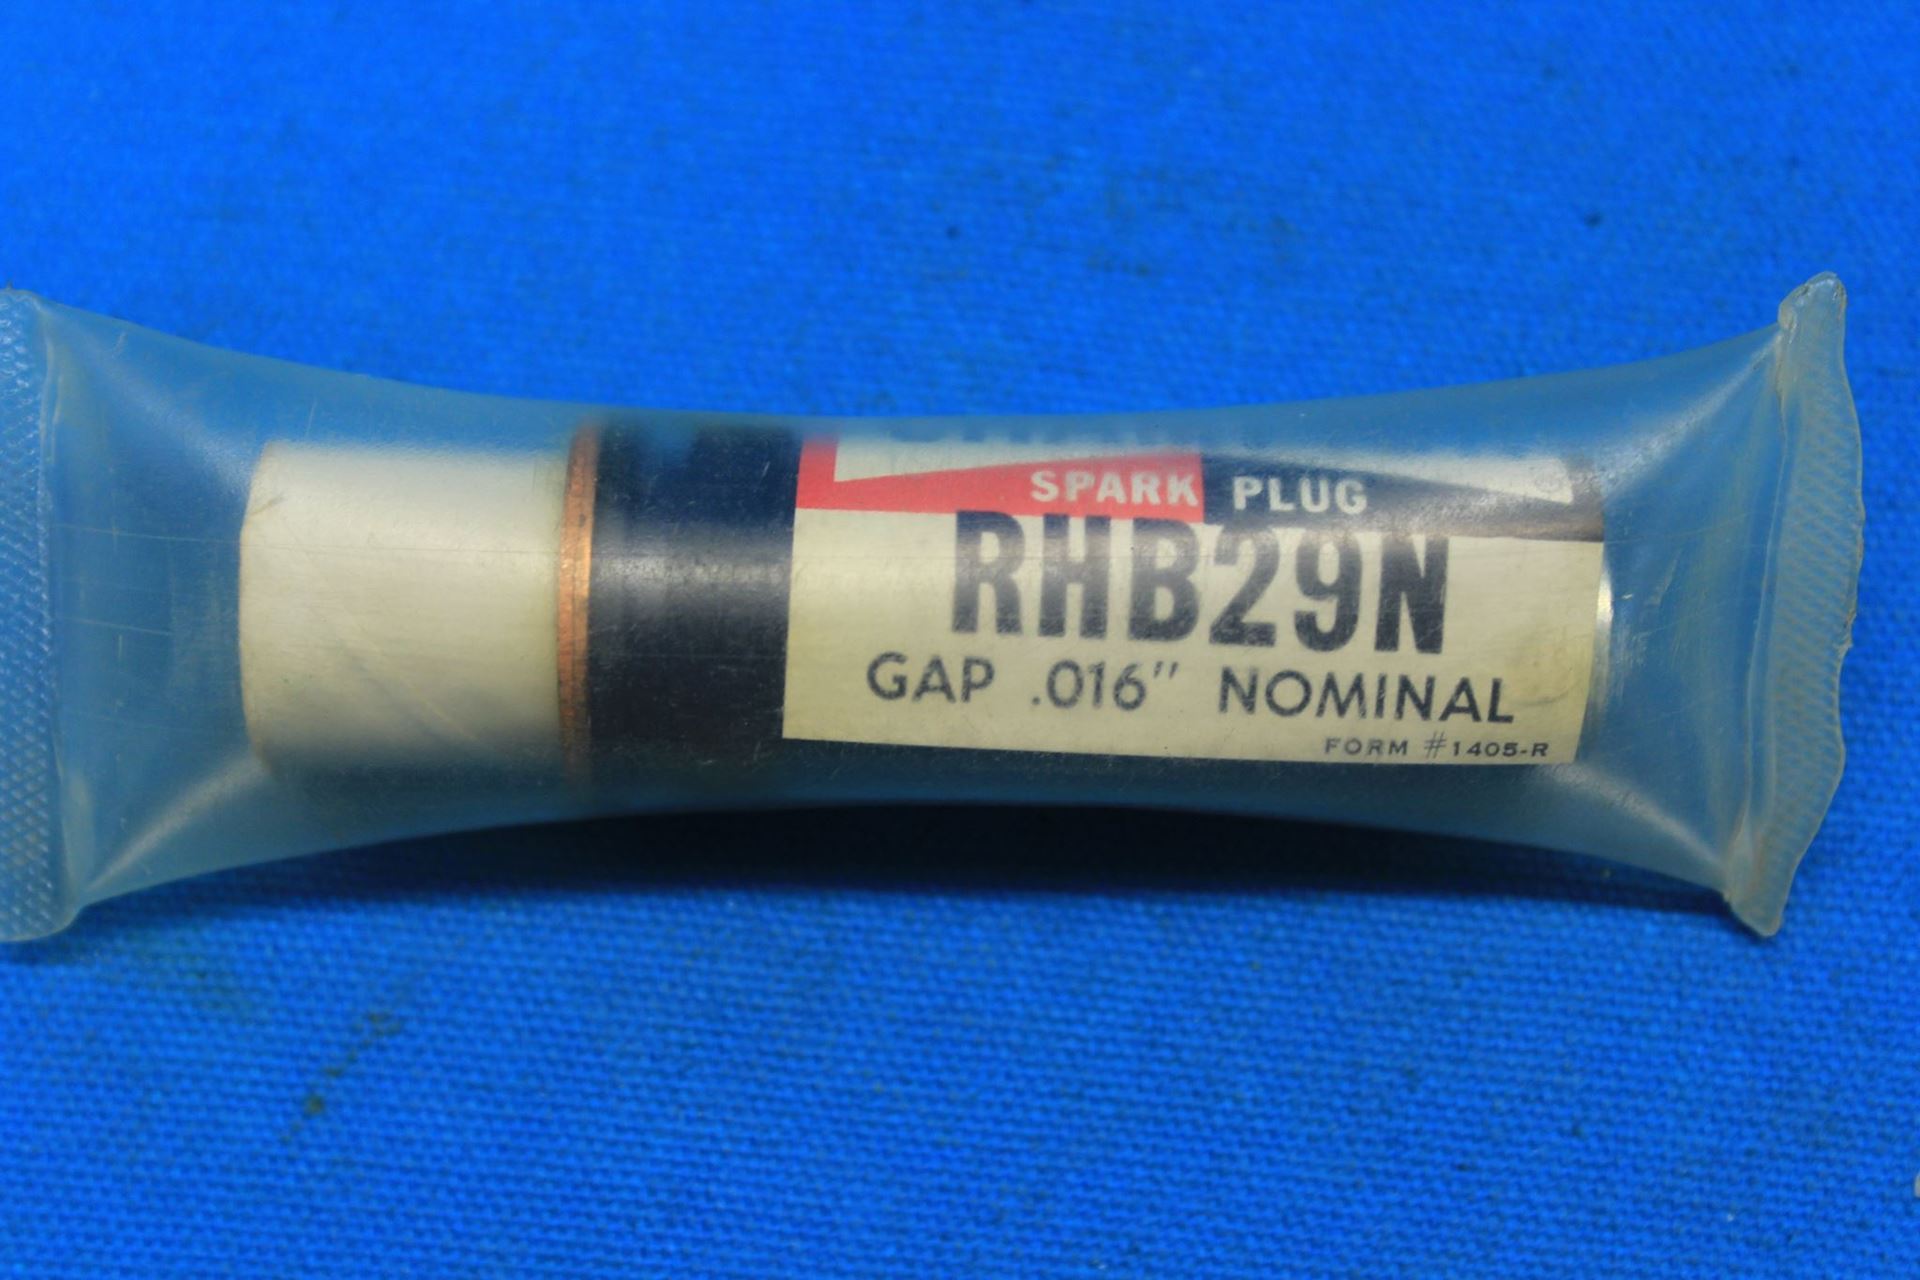 SPARK PLUG
RHB29N
GAP .016" NOMINAL
FORM #1405-R